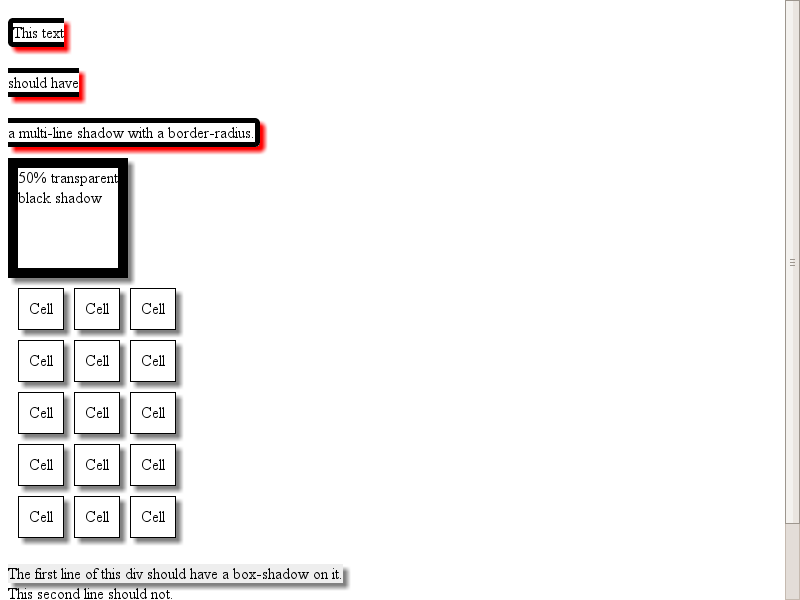 This text
should have
a multi-line shadow with a border-radius.
50% transparent
black shadow
Cell Cell Cell
Cell Cell Cell
Cell Cell Cell
Cell Cell Cell
Cell Cell Cell
The first line of this div should have a box-shadow on it.
This second line should not.